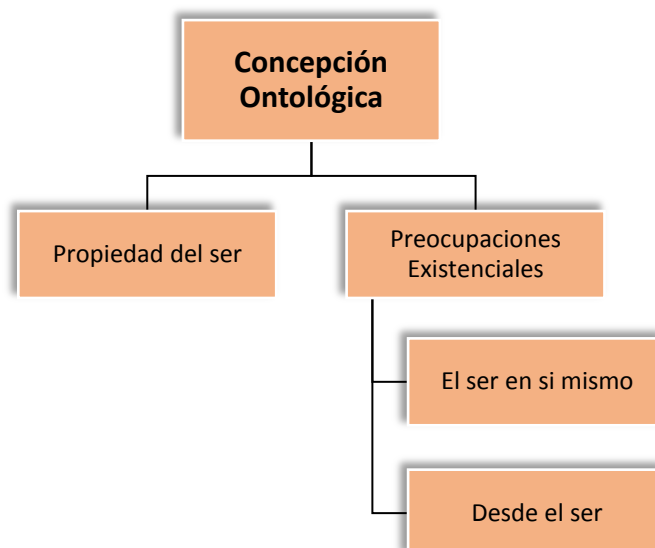 Concepción
Ontológica
Propiedad del ser
Preocupaciones
Existenciales
El ser en si mismo
Desde el ser